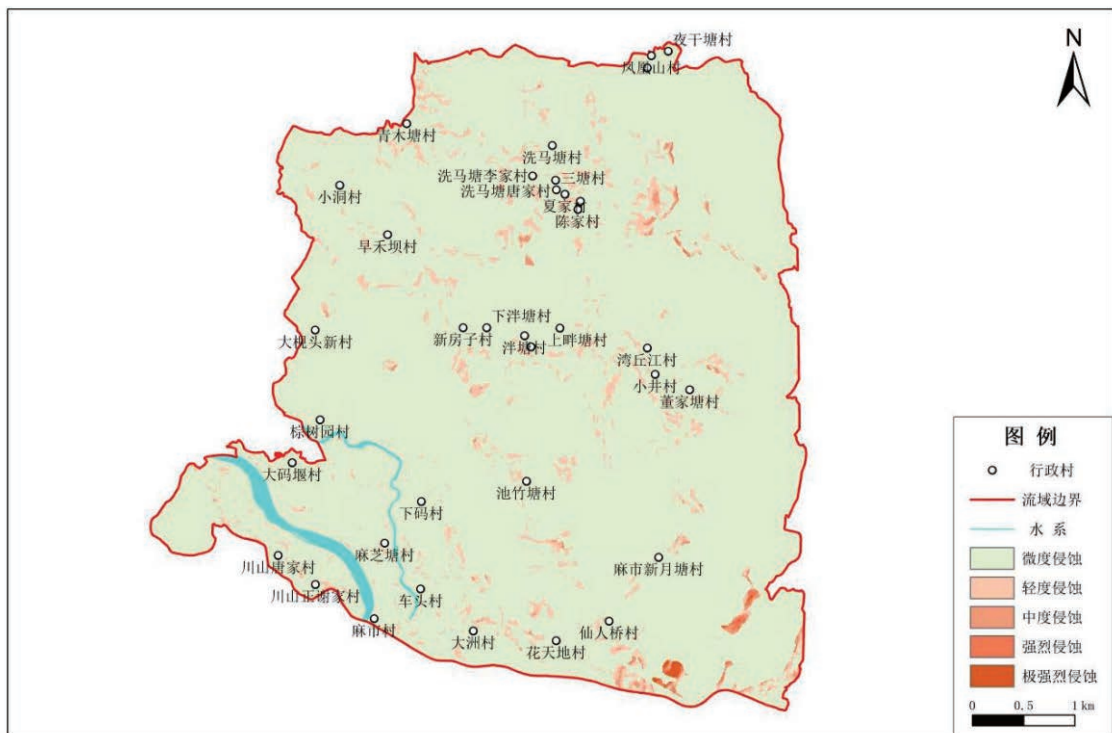 夜干塘村
凤凰山村
N
青木塘村
洗马塘村
洗马塘李家村
三塘村
洗马塘唐家村
小洞村
陈家村
早禾坝村
下泮塘村
新房子村
上畔塘村
泮塘村
大枧头新村
湾丘江村
小井村
董家塘村
棕树园村
大码堰村
池竹塘村
下码村
麻芝塘村
麻市新月塘村
川山唐家村
川山正谢家村
车头村
麻市村
大洲村
仙人桥村
花天地村
图 例
行政村
流域边界
水 系
微度侵蚀
轻度侵蚀
中度侵蚀
强烈侵蚀
极强烈侵蚀
0 0.5 1 km